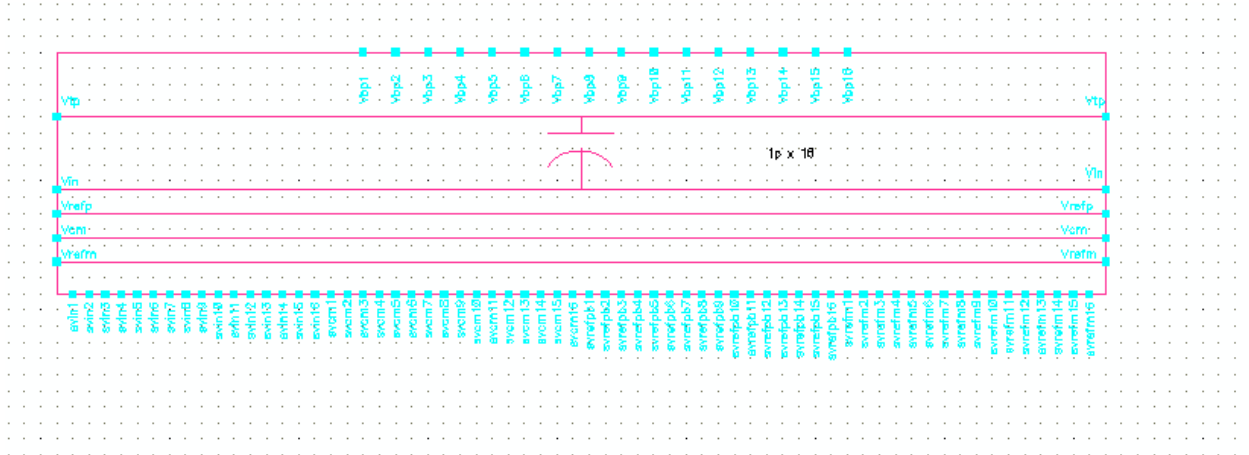 Vbp1 Vbp2 Vbp3 Vbp4 Vbp5 Vbp6 Vbp7 Vbp8 Vbp9 Vbp10 Vbp11 Vbp12 Vbp13 Vbp14 Vbp15 Vbp16
Vtp Vtp
1p x 16
Vin Vin
Vrefp Vrefp
Vcm Vcm
Vrefm Vrefm
svin1 svin2 svin3 svin4 svin5 svin6 svin7 svin8 svin9 svin10 svin11 svin12 svin13 svin14 svin15 svin16 svcm1 svcm2 svcm3 svcm4 svcm5 svcm6 svcm7 svcm8 svcm9 svcm10 svcm11 svcm12 svcm13 svcm14 svcm15 svcm16 svrefpb1 svrefpb2 svrefpb3 svrefpb4 svrefpb5 svrefpb6 svrefpb7 svrefpb8 svrefpb9 svrefpb10 svrefpb11 svrefpb12 svrefpb13 svrefpb14 svrefpb15 svrefpb16 svrefm1 svrefm2 svrefm3 svrefm4 svrefm5 svrefm6 svrefm7 svrefm8 svrefm9 svrefm10 svrefm11 svrefm12 svrefm13 svrefm14 svrefm15 svrefm16